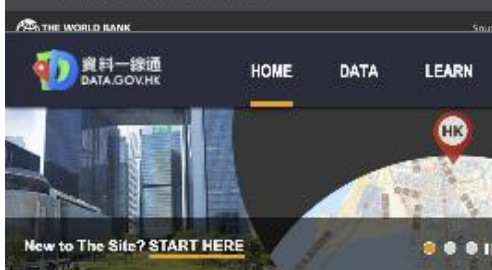 THE WORLD BANK
Sou
資料一線通
DATA.GOV.HK
HOME DATA LEARN
HK
New to The Site? START HERE